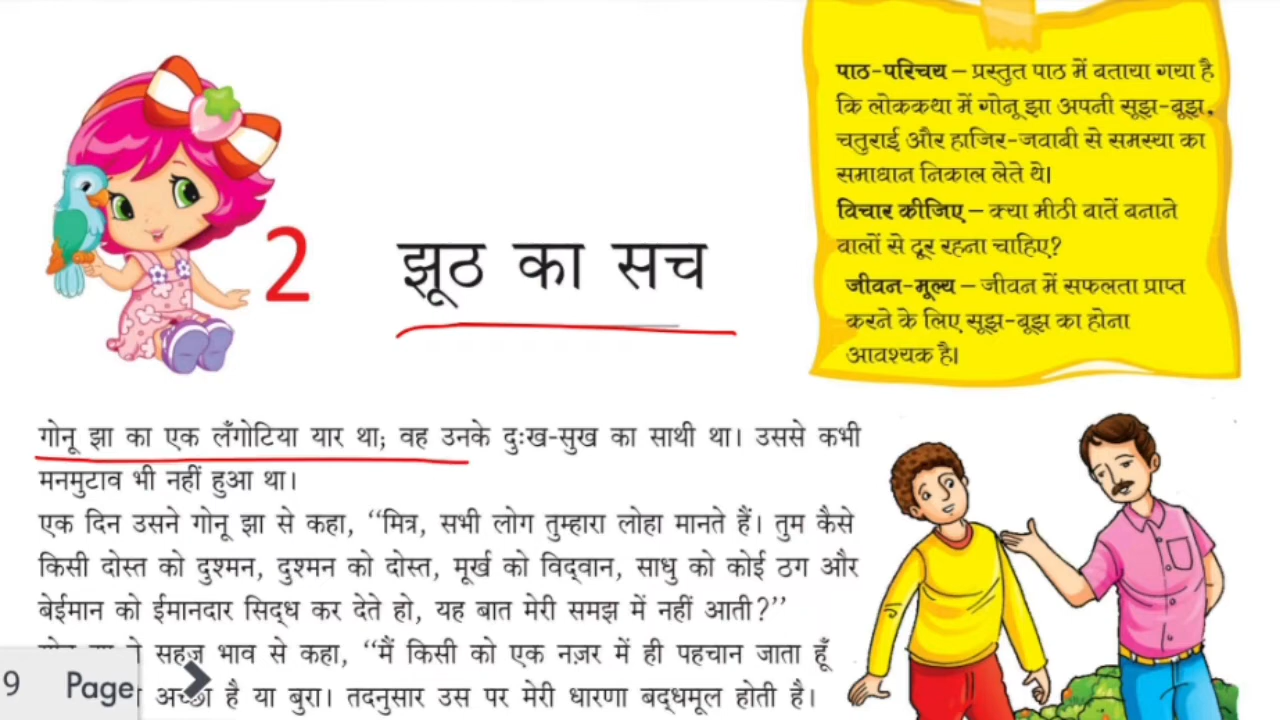 2
झूठ का सच
पाठ-परिचय – प्रस्तुत पाठ में बताया गया है
कि लोककथा में गोनू झा अपनी सूझ-बूझ,
चतुराई और हाजिर-जवाबी से समस्या का
समाधान निकाल लेते थे।
विचार कीजिए – क्या मीठी बातें बनाने
वालों से दूर रहना चाहिए?
जीवन-मूल्य – जीवन में सफलता प्राप्त
करने के लिए सूझ-बूझ का होना
आवश्यक है।
गोनू झा का एक लँगोटिया यार था; वह उनके दुःख-सुख का साथी था। उससे कभी
मनमुटाव भी नहीं हुआ था।
एक दिन उसने गोनू झा से कहा, “मित्र, सभी लोग तुम्हारा लोहा मानते हैं। तुम कैसे
किसी दोस्त को दुश्मन, दुश्मन को दोस्त, मूर्ख को विद्‌वान, साधु को कोई ठग और
बेईमान को ईमानदार सिद्‌ध कर देते हो, यह बात मेरी समझ में नहीं आती?”
सहज भाव से कहा, “मैं किसी को एक नज़र में ही पहचान जाता हूँ
अच्छा है या बुरा। तदनुसार उस पर मेरी धारणा बद्‌धमूल होती है।
9 Page